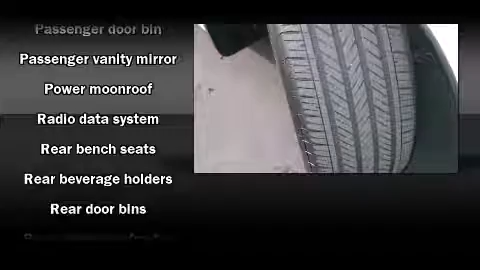 Passenger door bin
Passenger vanity mirror
Power moonroof
Radio data system
Rear bench seats
Rear beverage holders
Rear door bins